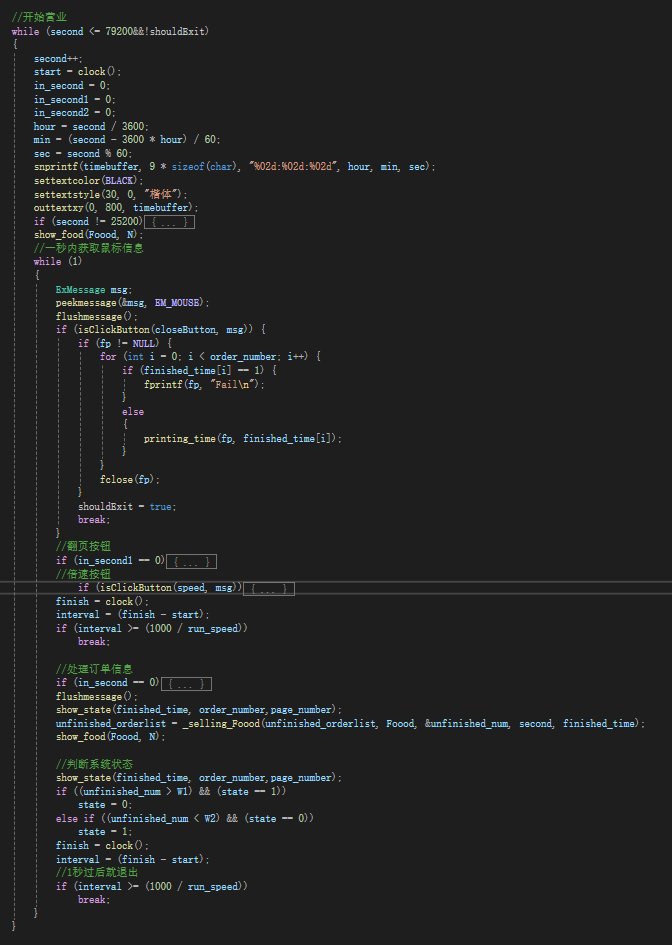 //开始营业
while (second <= 79200&&!shouldExit)
{
second++;
start = clock();
in_second = 0;
in_second1 = 0;
in_second2 = 0;
hour = second / 3600;
min = (second - 3600 * hour) / 60;
sec = second % 60;
snprintf(timebuffer, 9 * sizeof(char), "%02d:%02d:%02d", hour, min, sec);
settextcolor(BLACK);
settextstyle(30, 0, "楷体");
outtextxy(0, 800, timebuffer);
if (second != 25200){ ... }
show_food(Foood, N);
//一秒内获取鼠标信息
while (1)
{
ExMessage msg;
peekmessage(&msg, EM_MOUSE);
flushmessage();
if (isClickButton(closeButton, msg)) {
if (fp != NULL) {
for (int i = 0; i < order_number; i++) {
if (finished_time[i] == 1) {
fprintf(fp, "Fail\n");
}
else
{
printing_time(fp, finished_time[i]);
}
}
fclose(fp);
}
shouldExit = true;
break;
}
//翻页按钮
if (in_second1 == 0){ ... }
//倍速按钮
if (isClickButton(speed, msg)){ ... }
finish = clock();
interval = (finish - start);
if (interval >= (1000 / run_speed))
break;
//处理订单信息
if (in_second == 0){ ... }
flushmessage();
show_state(finished_time, order_number,page_number);
unfinished_orderlist = _selling_Foood(unfinished_orderlist, Foood, &unfinished_num, second, finished_time);
show_food(Foood, N);
//判断系统状态
show_state(finished_time, order_number,page_number);
if ((unfinished_num > W1) && (state == 1))
state = 0;
else if ((unfinished_num < W2) && (state == 0))
state = 1;
finish = clock();
interval = (finish - start);
//1秒过后就退出
if (interval >= (1000 / run_speed))
break;
}
}